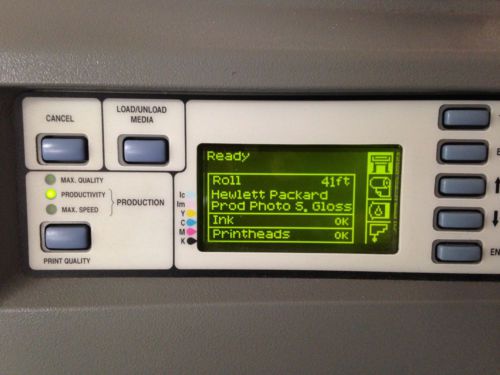 CANCEL
LOAD/UNLOAD
MEDIA
MAX. QUALITY
PRODUCTIVITY
MAX. SPEED
PRODUCTION
PRINT QUALITY
lc
lm
Y
C
M
K
Ready
Roll 41ft
Hewlett Packard
Prod Photo S. Gloss
Ink OK
Printheads OK